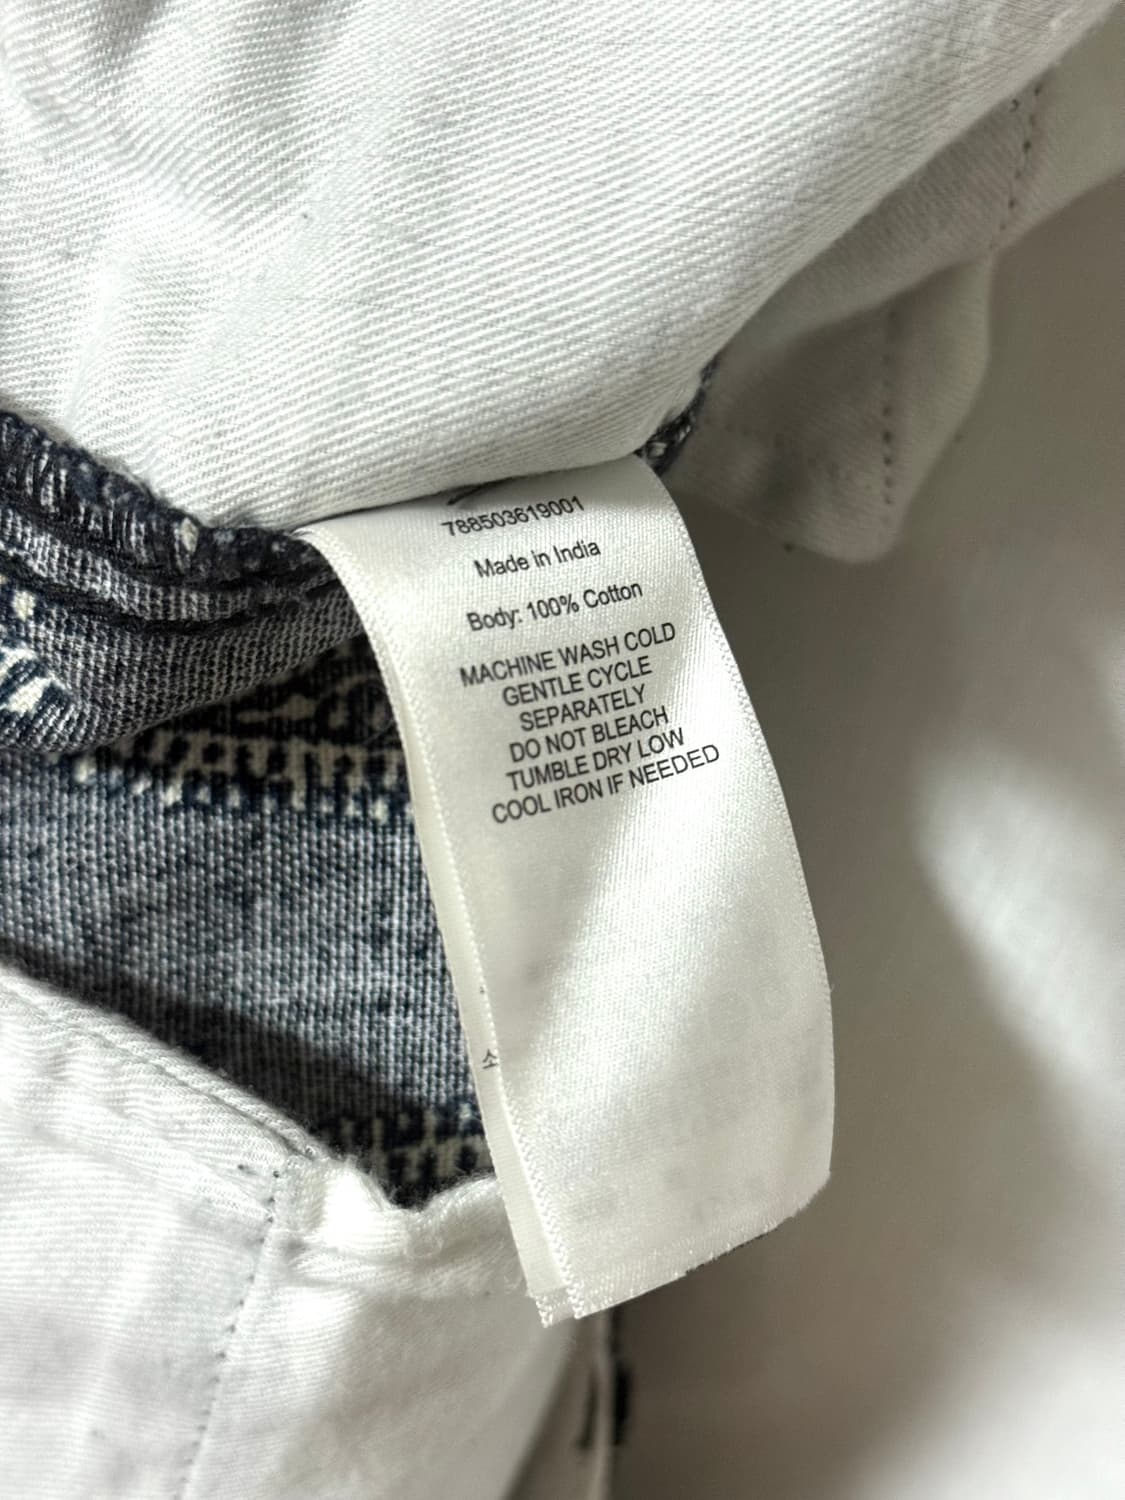 788503619001
Made in India
Body: 100% Cotton
MACHINE WASH COLD
GENTLE CYCLE
SEPARATELY
DO NOT BLEACH
TUMBLE DRY LOW
COOL IRON IF NEEDED
소